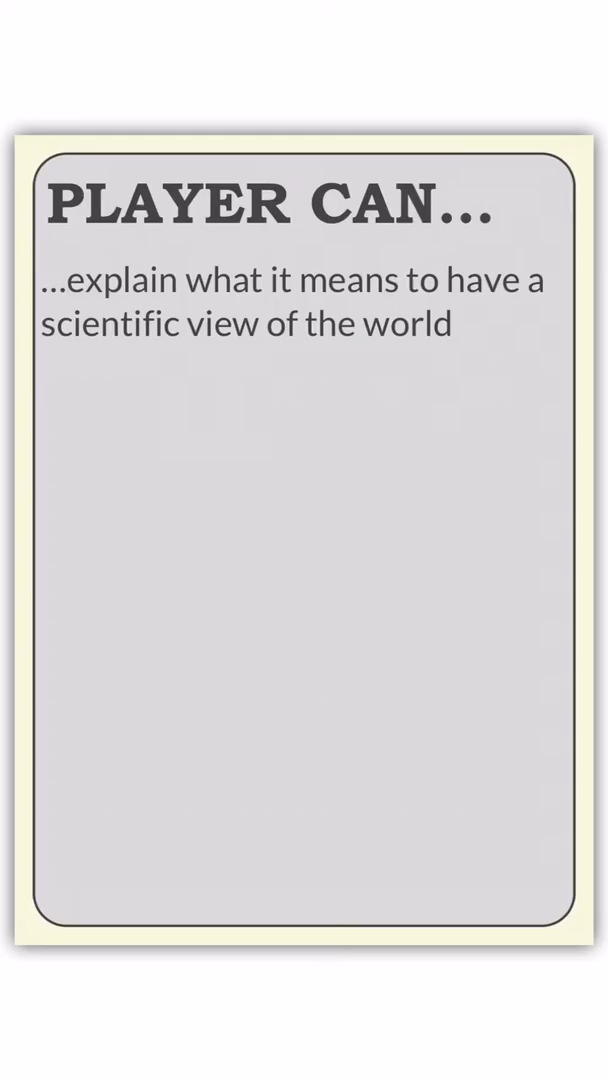 PLAYER CAN...
...explain what it means to have a
scientific view of the world